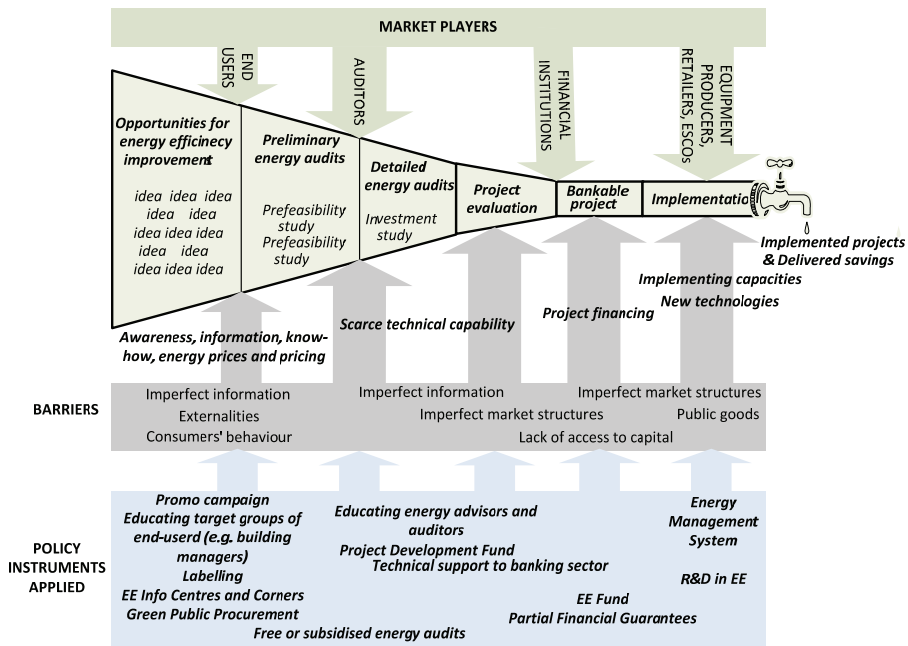 MARKET PLAYERS
END
USERS
AUDITORS
FINANCIAL
INSTITUTIONS
EQUIPMENT
PRODUCERS,
RETAILERS, ESCOs
Opportunities for
energy efficinecy
improvement
idea idea idea
idea idea
idea idea idea
idea idea
idea idea idea
Preliminary
energy audits
Prefeasibility
study
Prefeasibility
study
Detailed
energy audits
Investment
study
Project
evaluation
Bankable
project
Implementatio
Implemented projects
& Delivered savings
Implementing capacities
New technologies
Project financing
Scarce technical capability
Awareness, information, know-
how, energy prices and pricing
BARRIERS
Imperfect information
Externalities
Consumers' behaviour
Imperfect information
Imperfect market structures
Lack of access to capital
Imperfect market structures
Public goods
POLICY
INSTRUMENTS
APPLIED
Promo campaign
Educating target groups of
end-userd (e.g. building
managers)
Labelling
EE Info Centres and Corners
Green Public Procurement
Free or subsidised energy audits
Educating energy advisors and
auditors
Project Development Fund
Technical support to banking sector
EE Fund
Partial Financial Guarantees
Energy
Management
System
R&D in EE